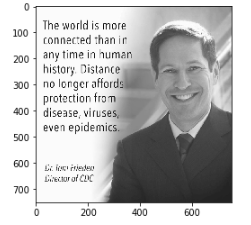 0
100
200
300
400
500
600
700
0
200
400
600
The world is more
connected than in
any time in human
history. Distance
no longer affords
protection from
disease, viruses,
even epidemics.
Dr. Tom Frieden
Director of CDC